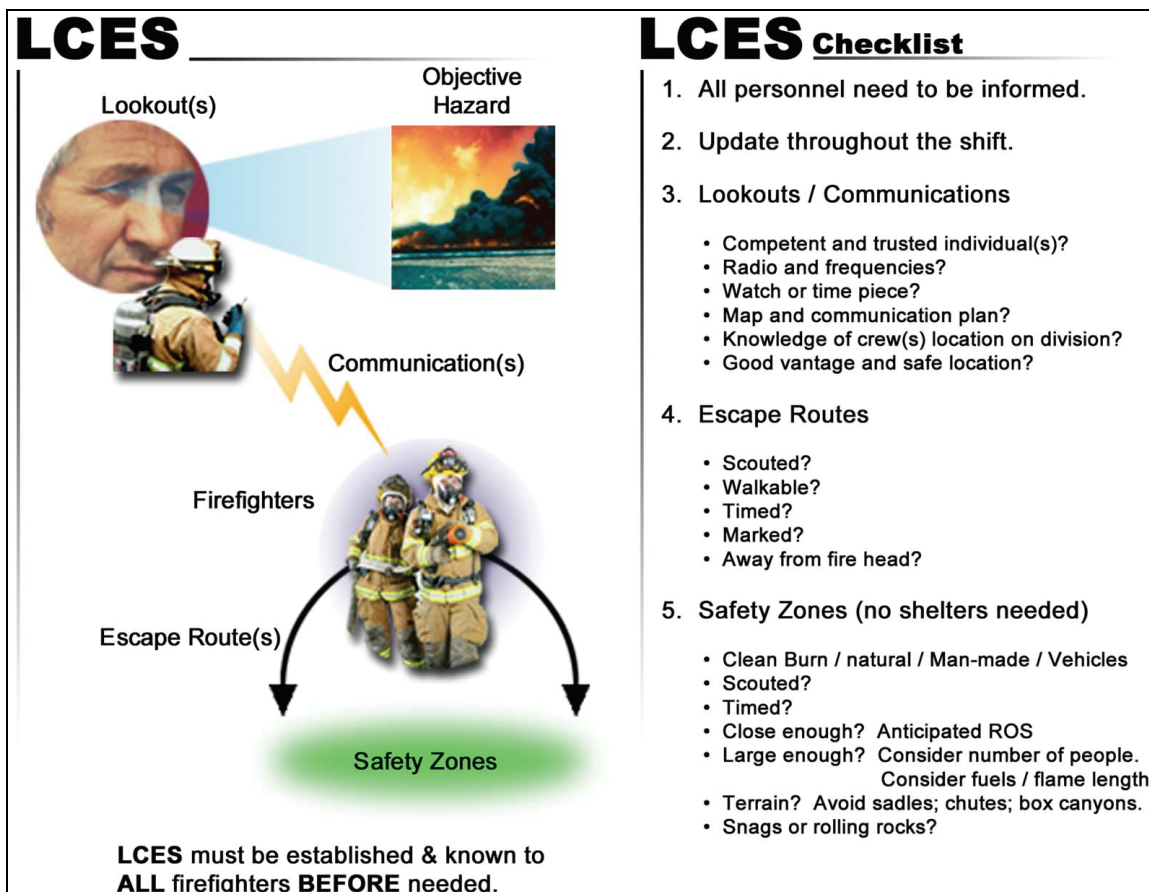 LCES
Lookout(s)
Objective
Hazard
Communication(s)
Firefighters
Escape Route(s)
Safety Zones
LCES must be established & known to
ALL firefighters BEFORE needed.
LCES Checklist
1. All personnel need to be informed.
2. Update throughout the shift.
3. Lookouts / Communications
• Competent and trusted individual(s)?
• Radio and frequencies?
• Watch or time piece?
• Map and communication plan?
• Knowledge of crew(s) location on division?
• Good vantage and safe location?
4. Escape Routes
• Scouted?
• Walkable?
• Timed?
• Marked?
• Away from fire head?
5. Safety Zones (no shelters needed)
• Clean Burn / natural / Man-made / Vehicles
• Scouted?
• Timed?
• Close enough? Anticipated ROS
• Large enough? Consider number of people.
Consider fuels / flame length
• Terrain? Avoid sadles; chutes; box canyons.
• Snags or rolling rocks?